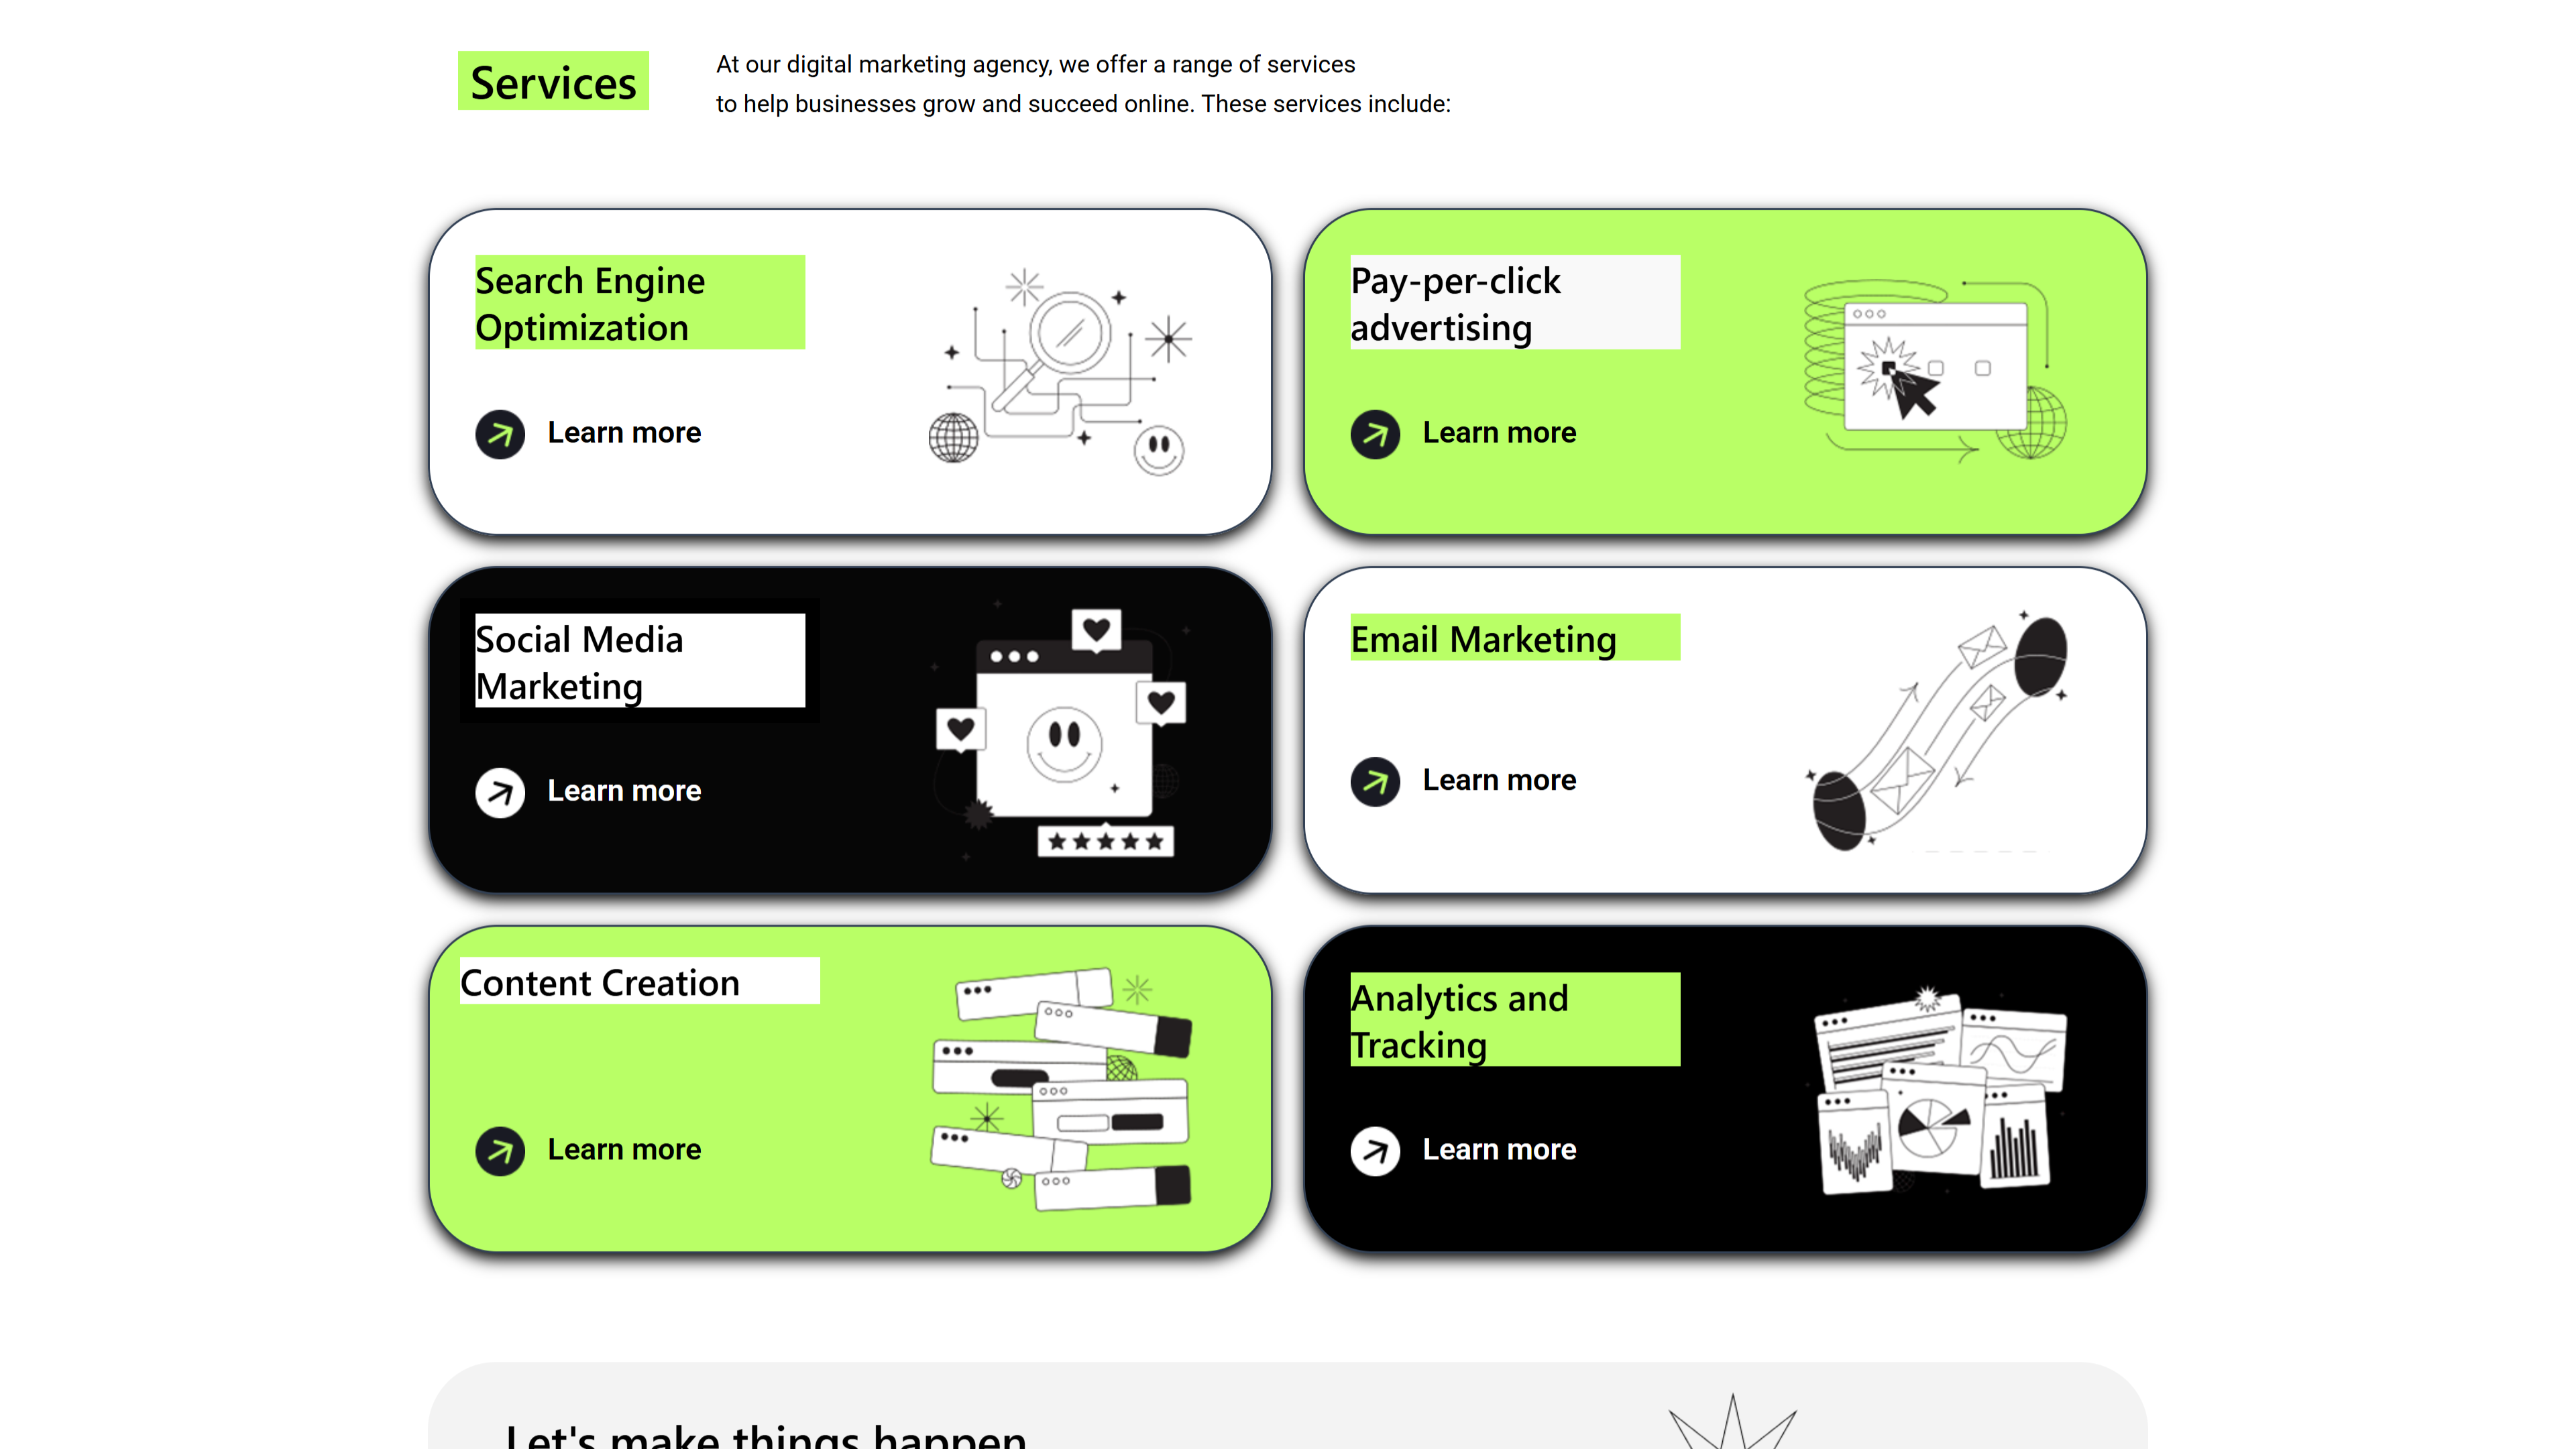 Services
At our digital marketing agency, we offer a range of services
to help businesses grow and succeed online. These services include:
Search Engine
Optimization
Learn more
Pay-per-click
advertising
Learn more
Social Media
Marketing
Learn more
Email Marketing
Learn more
Content Creation
Learn more
Analytics and
Tracking
Learn more
Let's make things happen